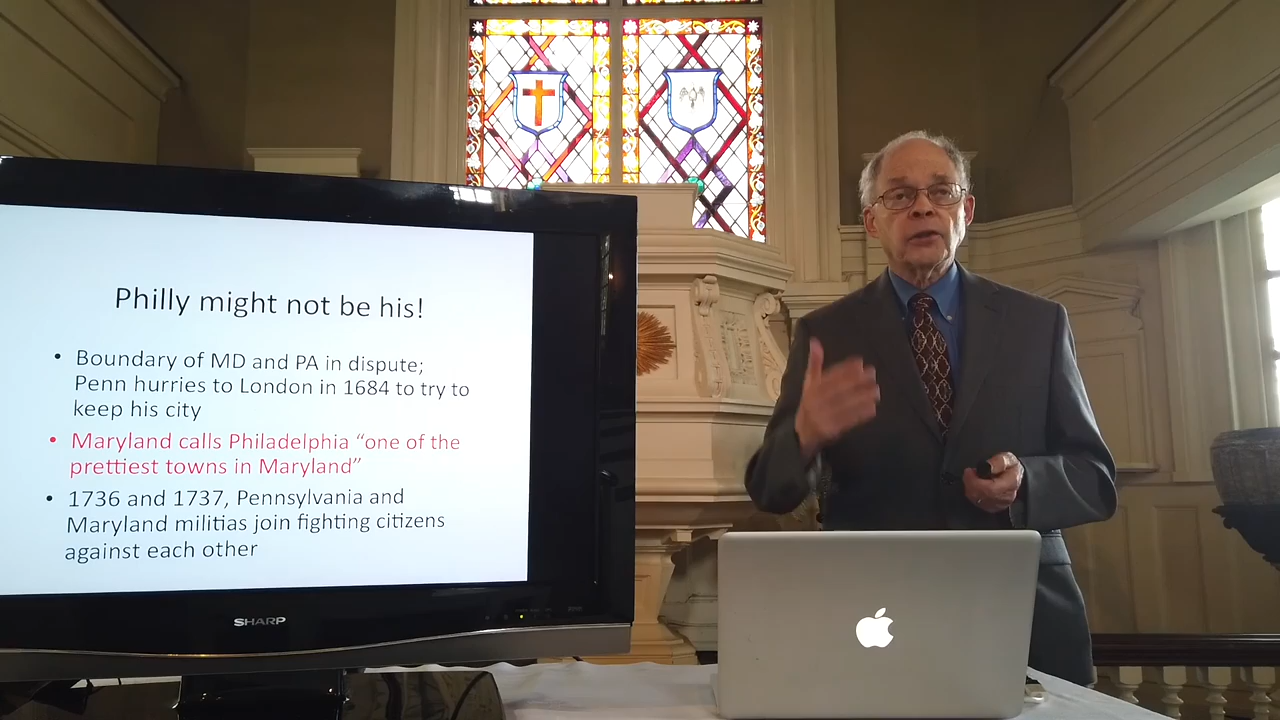 Philly might not be his!
• Boundary of MD and PA in dispute;
Penn hurries to London in 1684 to try to
keep his city
• Maryland calls Philadelphia “one of the
prettiest towns in Maryland”
• 1736 and 1737, Pennsylvania and
Maryland militias join fighting citizens
against each other
SHARP